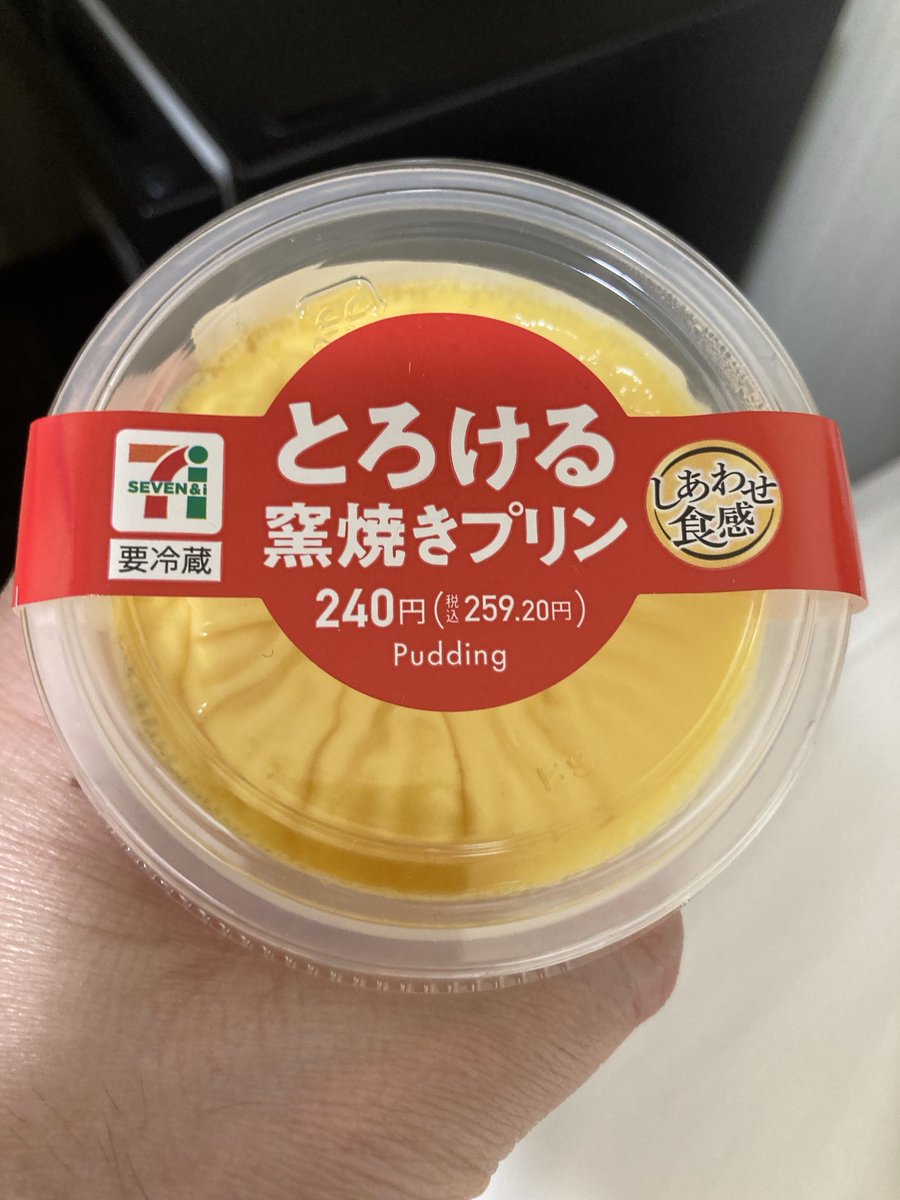 とろける
窯焼きプリン
240円(税込259.20円)
Pudding
SEVEN&i
要冷蔵
しあわせ
食感